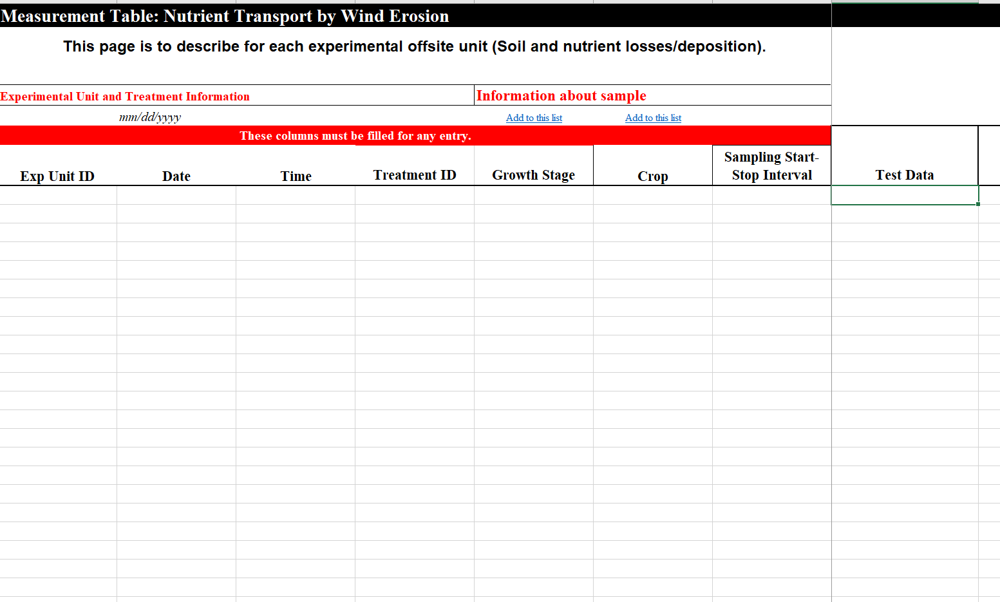 Measurement Table: Nutrient Transport by Wind Erosion
This page is to describe for each experimental offsite unit (Soil and nutrient losses/deposition).
Experimental Unit and Treatment Information
Information about sample
mm/dd/yyyy
Add to this list
Add to this list
These columns must be filled for any entry.
Exp Unit ID
Date
Time
Treatment ID
Growth Stage
Crop
Sampling Start-
Stop Interval
Test Data